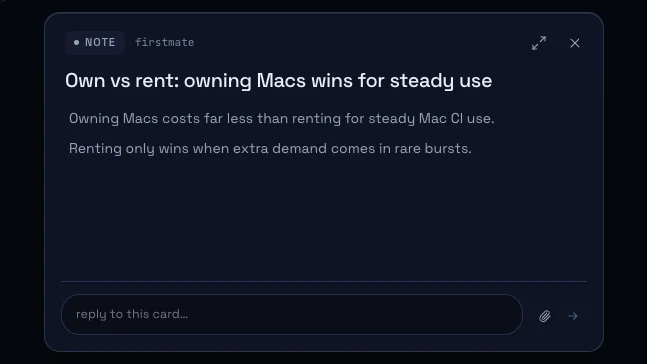 NOTE firstmate
Own vs rent: owning Macs wins for steady use
Owning Macs costs far less than renting for steady Mac CI use.
Renting only wins when extra demand comes in rare bursts.
reply to this card...